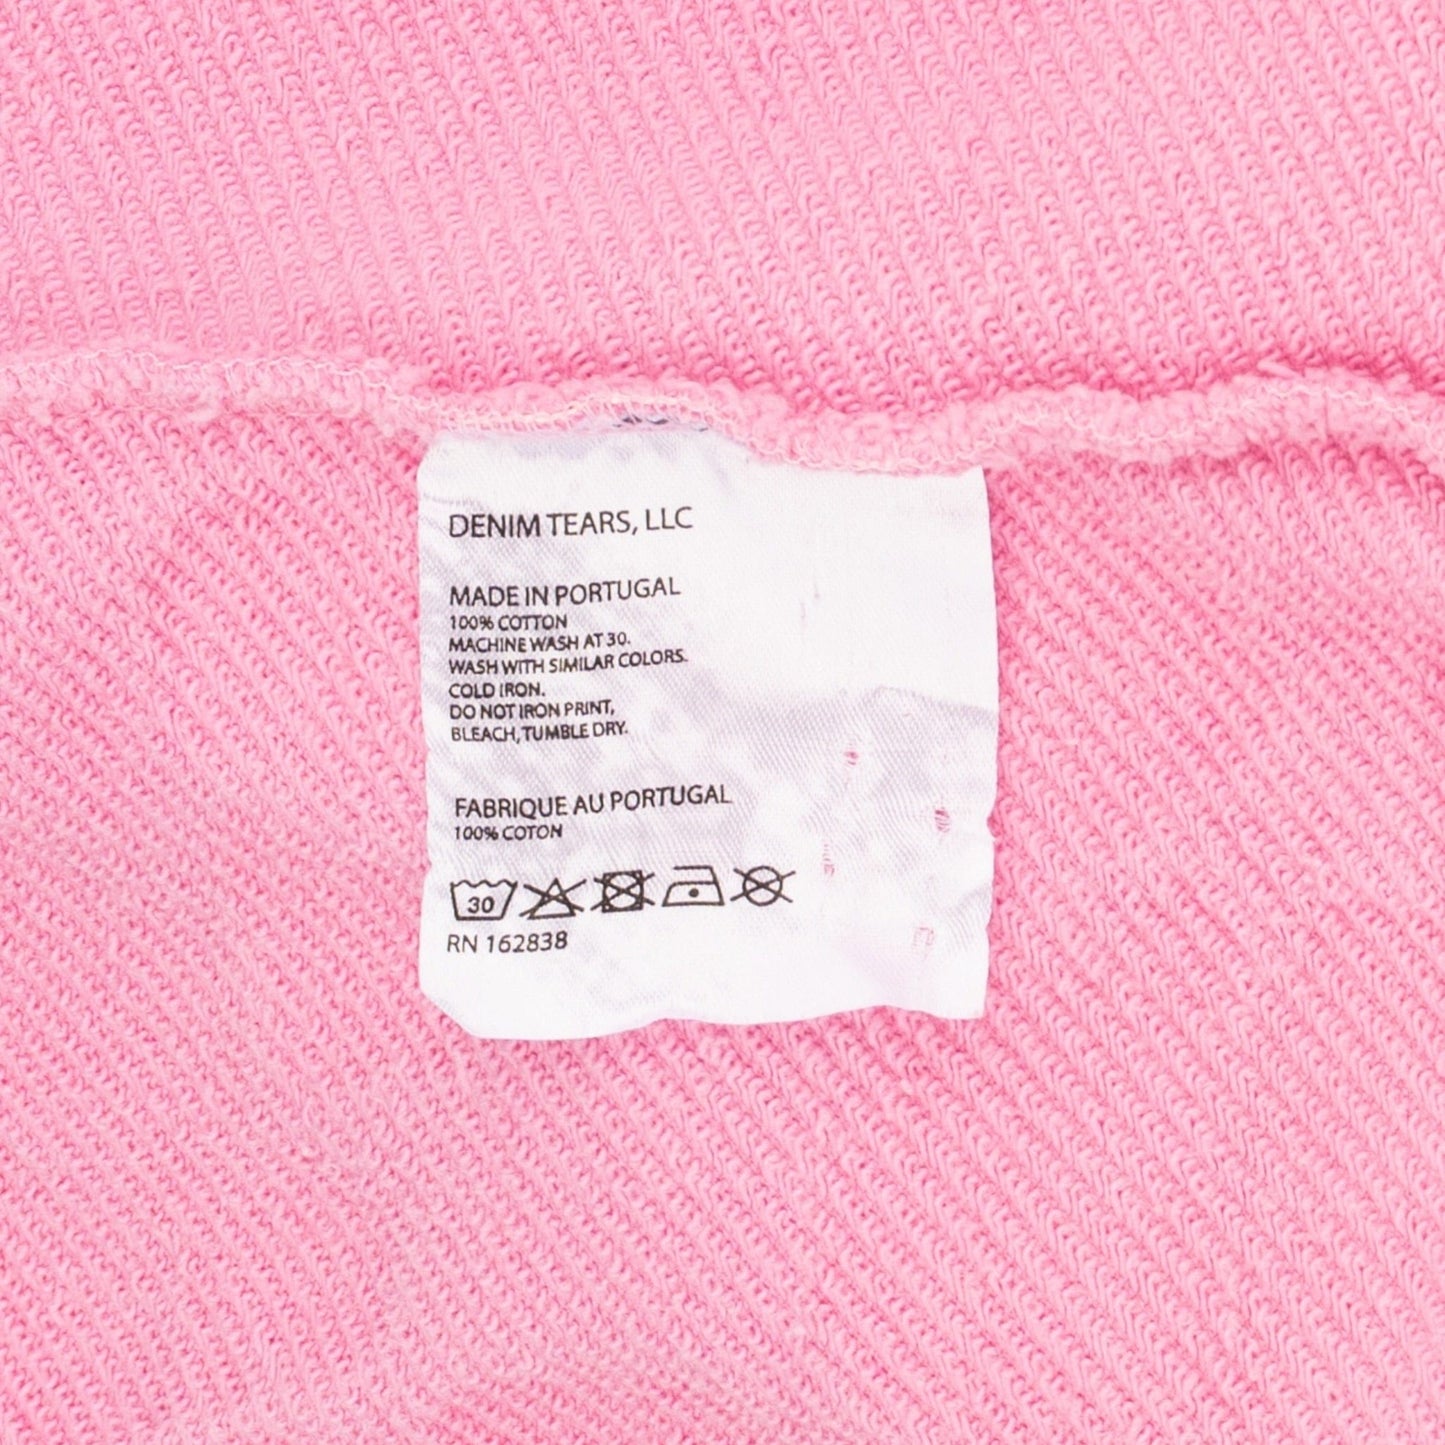 DENIM TEARS, LLC
MADE IN PORTUGAL
100% COTTON
MACHINE WASH AT 30.
WASH WITH SIMILAR COLORS.
COLD IRON.
DO NOT IRON PRINT,
BLEACH, TUMBLE DRY.
FABRIQUE AU PORTUGAL
100% COTON
30
RN 162838